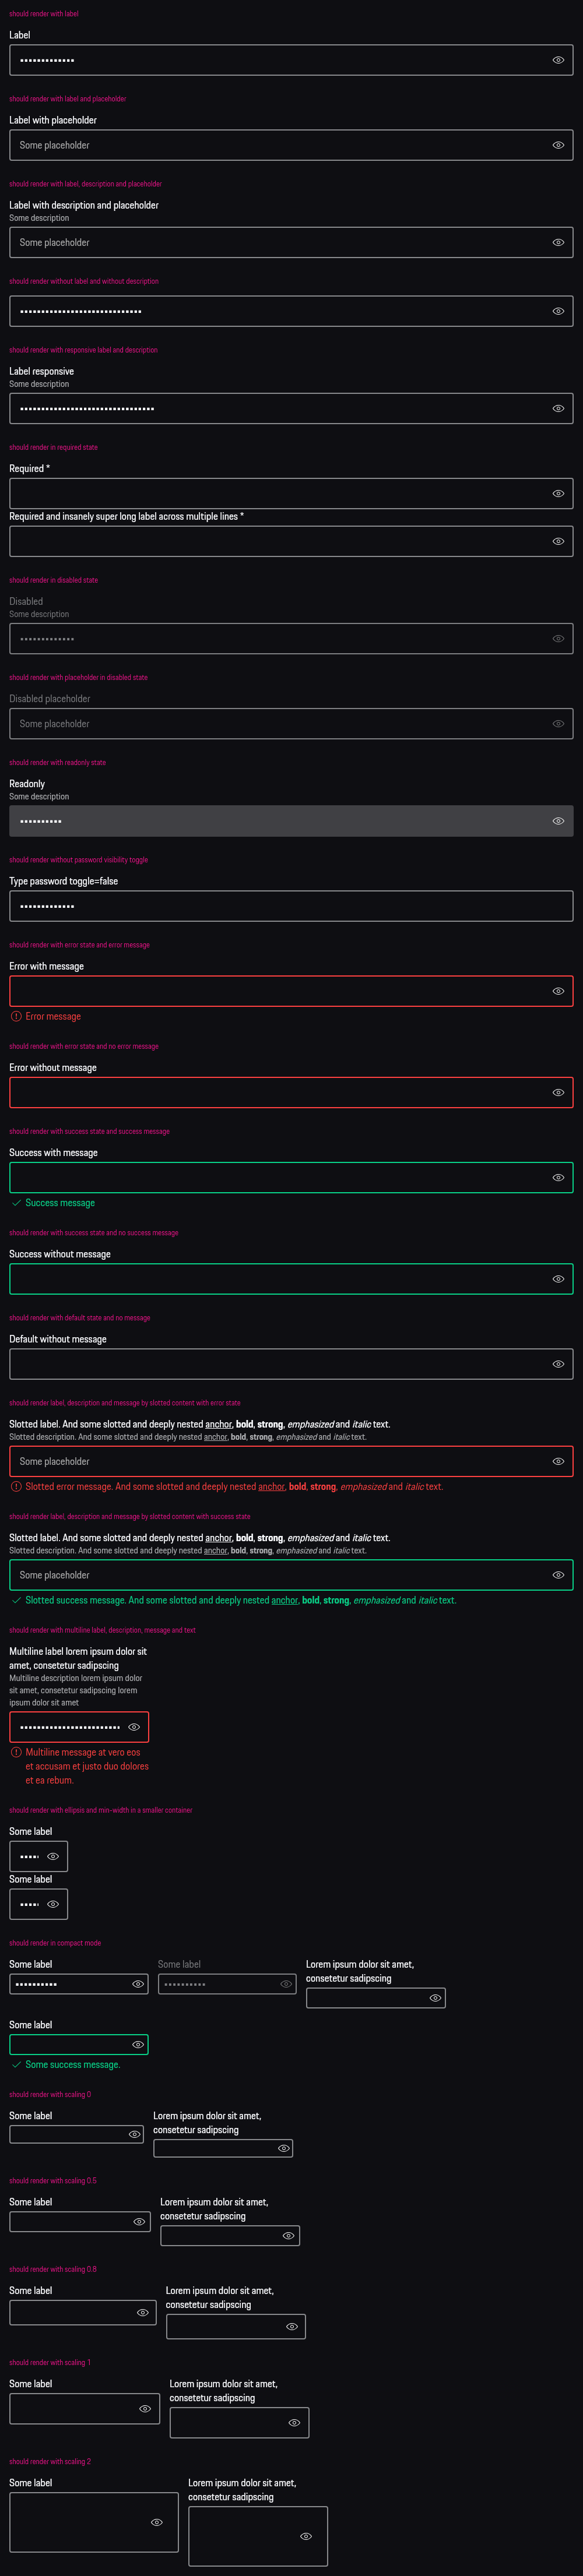 should render with label
Label
•••••••••••••
should render with label and placeholder
Label with placeholder
Some placeholder
should render with label, description and placeholder
Label with description and placeholder
Some description
Some placeholder
should render without label and without description
•••••••••••••••••••••••••••••
should render with responsive label and description
Label responsive
Some description
••••••••••••••••••••••••••••••••
should render in required state
Required *
Required and insanely super long label across multiple lines *
should render in disabled state
Disabled
Some description
•••••••••••••
should render with placeholder in disabled state
Disabled placeholder
Some placeholder
should render with readonly state
Readonly
Some description
••••••••••
should render without password visibility toggle
Type password toggle=false
•••••••••••••
should render with error state and error message
Error with message
Error message
should render with error state and no error message
Error without message
should render with success state and success message
Success with message
Success message
should render with success state and no success message
Success without message
should render with default state and no message
Default without message
should render label, description and message by slotted content with error state
Slotted label. And some slotted and deeply nested anchor, bold, strong, emphasized and italic text.
Slotted description. And some slotted and deeply nested anchor, bold, strong, emphasized and italic text.
Some placeholder
Slotted error message. And some slotted and deeply nested anchor, bold, strong, emphasized and italic text.
should render label, description and message by slotted content with success state
Slotted label. And some slotted and deeply nested anchor, bold, strong, emphasized and italic text.
Slotted description. And some slotted and deeply nested anchor, bold, strong, emphasized and italic text.
Some placeholder
Slotted success message. And some slotted and deeply nested anchor, bold, strong, emphasized and italic text.
should render with multiline label, description, message and text
Multiline label lorem ipsum dolor sit
amet, consetetur sadipscing
Multiline description lorem ipsum dolor
sit amet, consetetur sadipscing lorem
ipsum dolor sit amet
••••••••••••••••••••••••
Multiline message at vero eos
et accusam et justo duo dolores
et ea rebum.
should render with ellipsis and min-width in a smaller container
Some label
•••••
Some label
•••••
should render in compact mode
Some label
••••••••••
Some label
••••••••••
Lorem ipsum dolor sit amet,
consetetur sadipscing
Some label
Some success message.
should render with scaling 0
Some label
Lorem ipsum dolor sit amet,
consetetur sadipscing
should render with scaling 0.5
Some label
Lorem ipsum dolor sit amet,
consetetur sadipscing
should render with scaling 0.8
Some label
Lorem ipsum dolor sit amet,
consetetur sadipscing
should render with scaling 1
Some label
Lorem ipsum dolor sit amet,
consetetur sadipscing
should render with scaling 2
Some label
Lorem ipsum dolor sit amet,
consetetur sadipscing